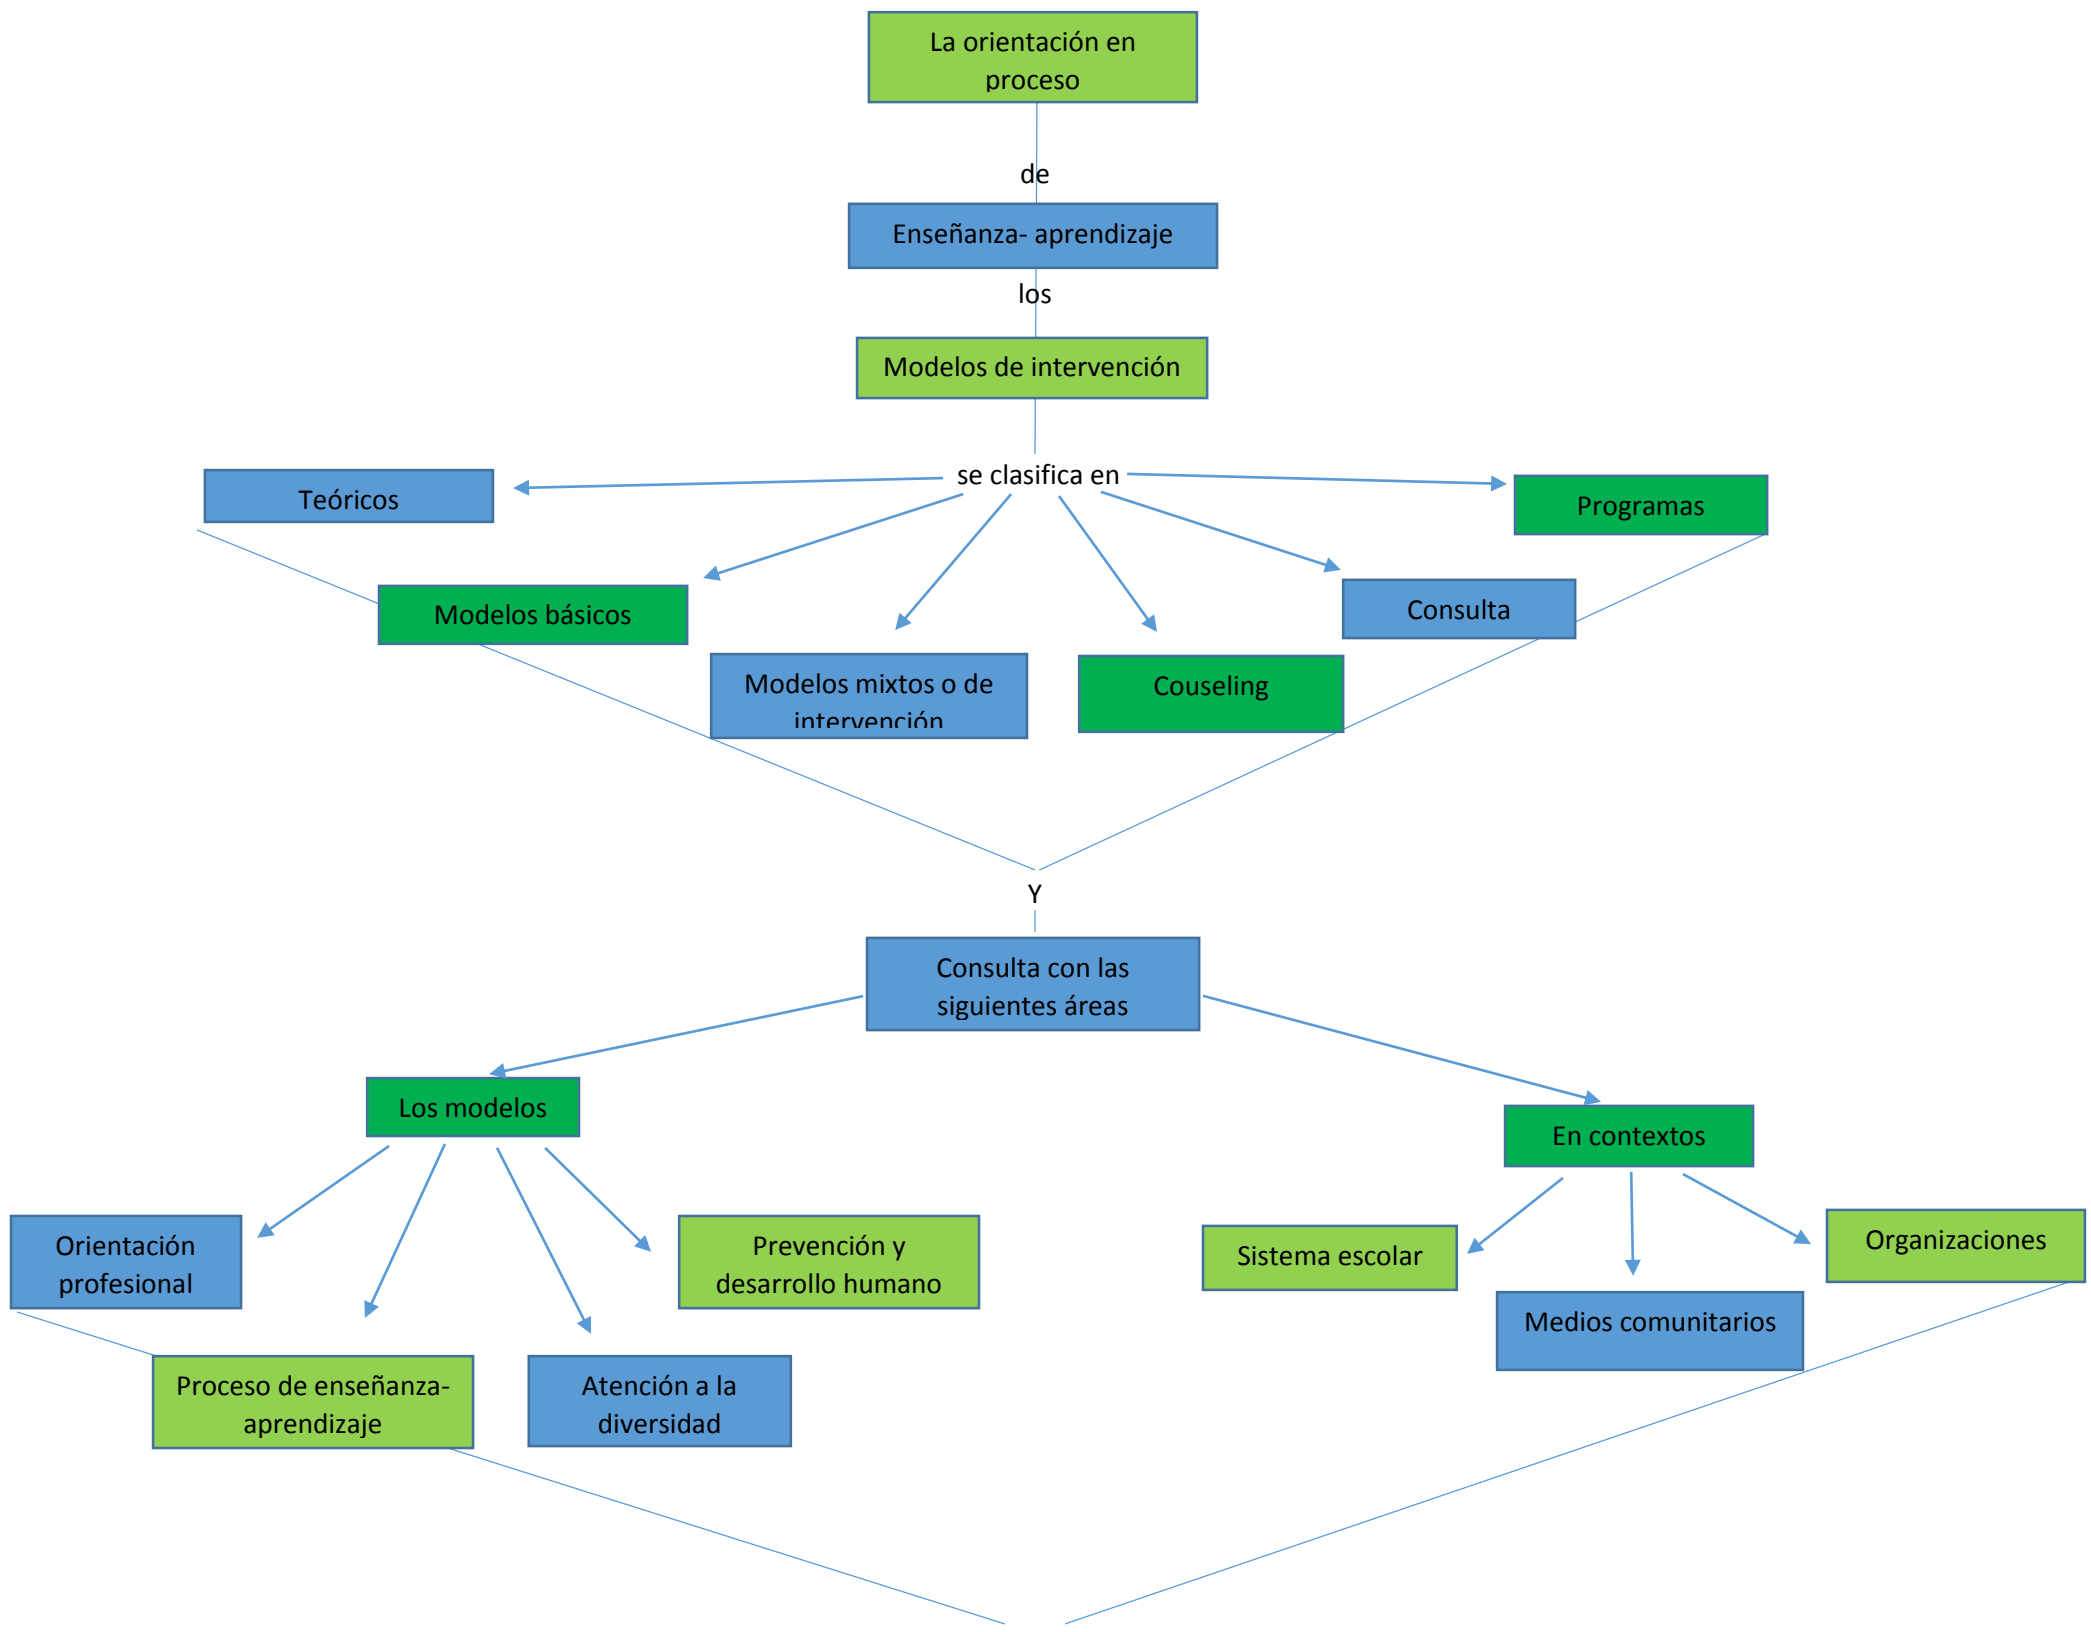 La orientación en
proceso
de
Enseñanza- aprendizaje
los
Modelos de intervención
se clasifica en
Teóricos
Programas
Modelos básicos
Consulta
Modelos mixtos o de
intervención
Couseling
Y
Consulta con las
siguientes áreas
Los modelos
En contextos
Orientación
profesional
Prevención y
desarrollo humano
Sistema escolar
Organizaciones
Medios comunitarios
Proceso de enseñanza-
aprendizaje
Atención a la
diversidad